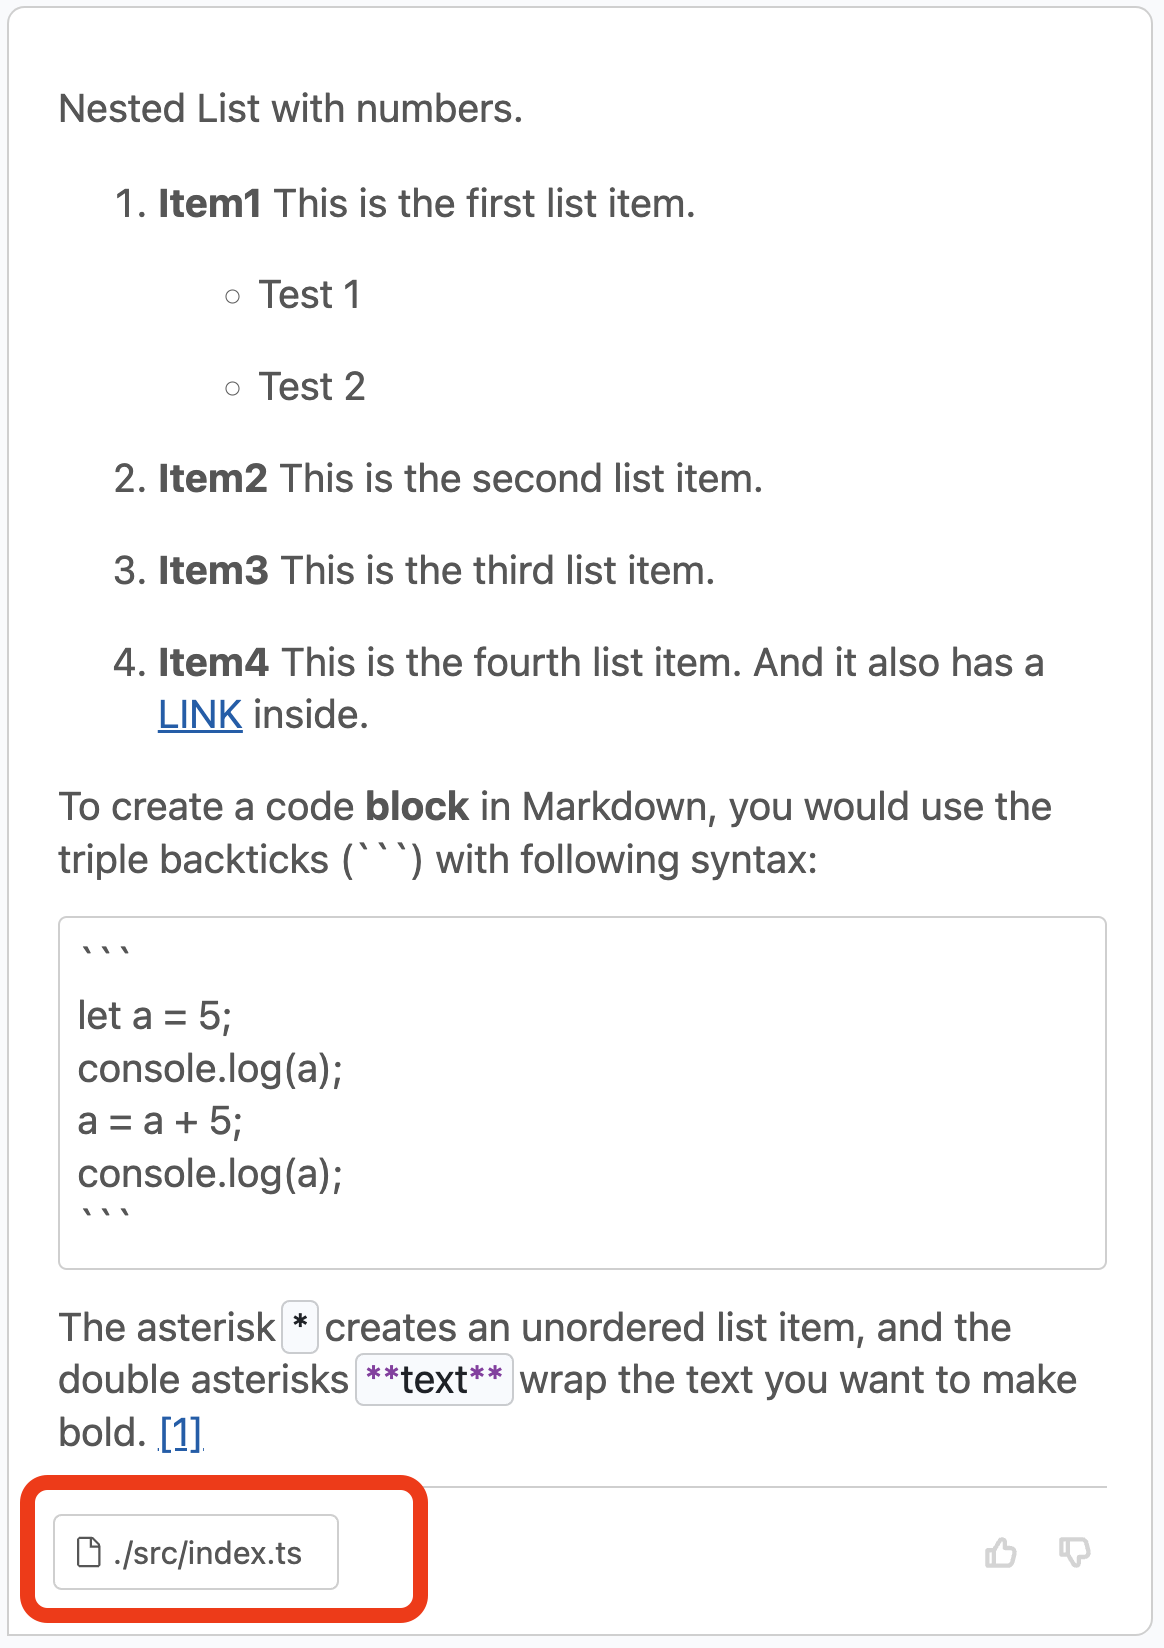 Nested List with numbers.
1. Item1 This is the first list item.
○ Test 1
○ Test 2
2. Item2 This is the second list item.
3. Item3 This is the third list item.
4. Item4 This is the fourth list item. And it also has a
LINK inside.
To create a code block in Markdown, you would use the
triple backticks (```) with following syntax:
```
let a = 5;
console.log(a);
a = a + 5;
console.log(a);
```
The asterisk * creates an unordered list item, and the
double asterisks **text** wrap the text you want to make
bold. [1]
./src/index.ts